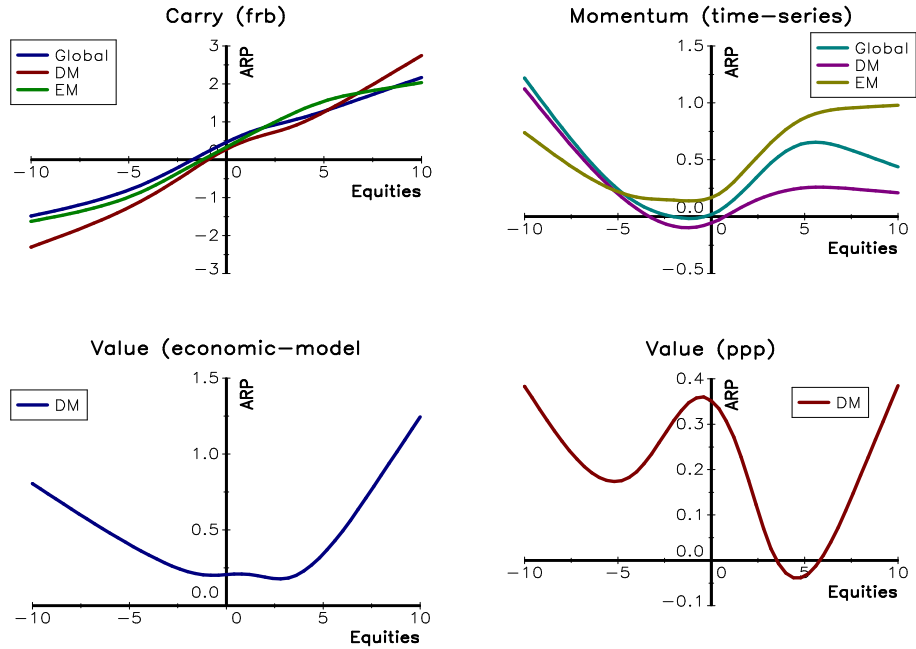 Carry (frb)
Global
DM
EM
ARP
3
2
1
0
-1
-2
-3
-10
-5
0
5
10
Equities
Momentum (time-series)
Global
DM
EM
ARP
1.5
1.0
0.5
0.0
-0.5
-10
-5
0
5
10
Equities
Value (economic-model
DM
ARP
1.5
1.0
0.5
0.0
-10
-5
0
5
10
Equities
Value (ppp)
DM
ARP
0.4
0.3
0.2
0.1
0.0
-0.1
-10
-5
0
5
10
Equities